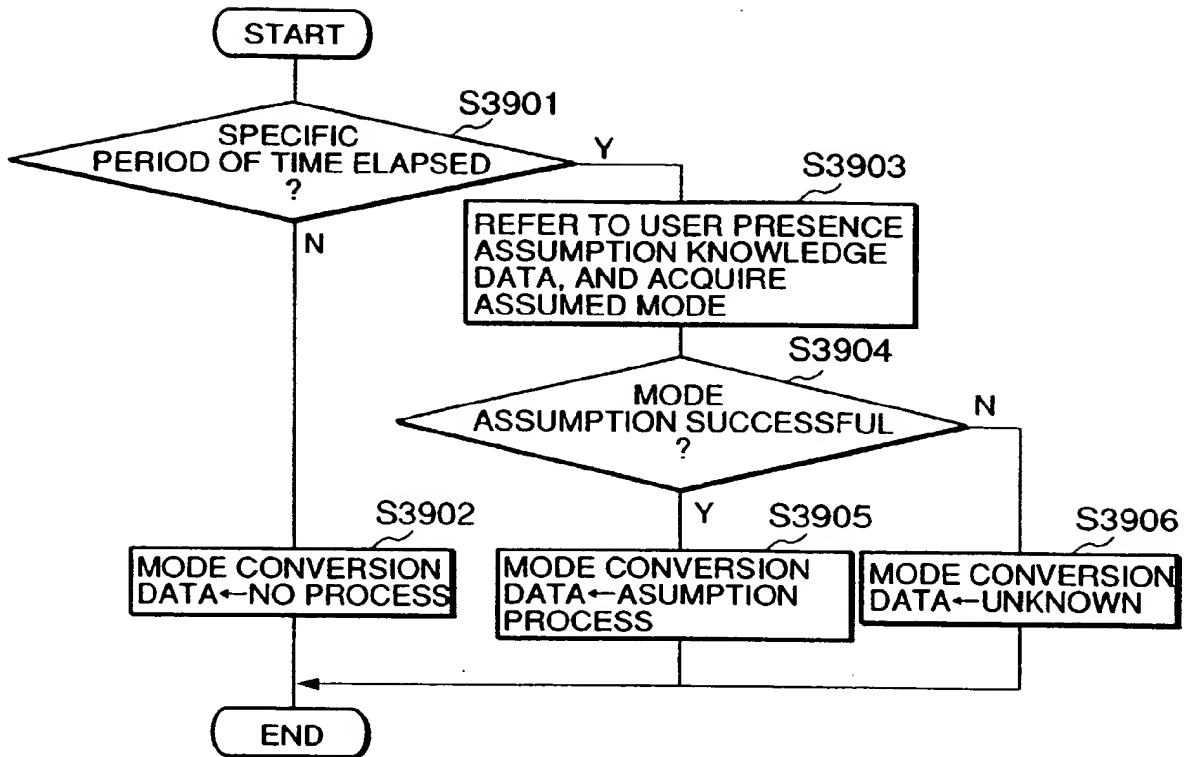 START
S3901
SPECIFIC
PERIOD OF TIME ELAPSED
?
Y
N
S3903
REFER TO USER PRESENCE
ASSUMPTION KNOWLEDGE
DATA, AND ACQUIRE
ASSUMED MODE
S3904
MODE
ASSUMPTION SUCCESSFUL
?
N
Y
S3902
MODE CONVERSION
DATA←NO PROCESS
S3905
MODE CONVERSION
DATA←ASUMPTION
PROCESS
S3906
MODE CONVERSION
DATA←UNKNOWN
END